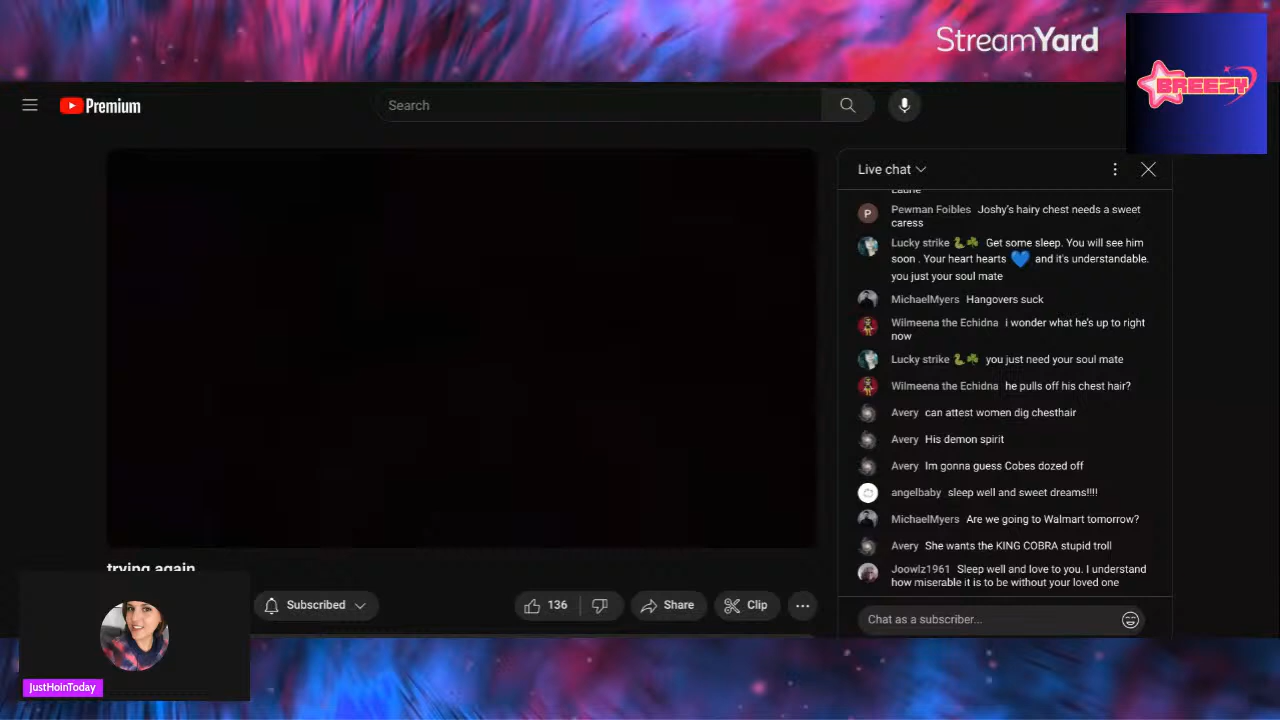 StreamYard
BREEZY
Premium
Search
Live chat
Laurie
Pewman Foibles Joshy's hairy chest needs a sweet
caress
Lucky strike 🐍☘️ Get some sleep. You will see him
soon . Your heart hearts 💙 and it's understandable.
you just your soul mate
MichaelMyers Hangovers suck
Wilmeena the Echidna i wonder what he's up to right
now
Lucky strike 🐍☘️ you just need your soul mate
Wilmeena the Echidna he pulls off his chest hair?
Avery can attest women dig chesthair
Avery His demon spirit
Avery Im gonna guess Cobes dozed off
angelbaby sleep well and sweet dreams!!!!
MichaelMyers Are we going to Walmart tomorrow?
Avery She wants the KING COBRA stupid troll
Joowlz1961 Sleep well and love to you. I understand
how miserable it is to be without your loved one
Chat as a subscriber...
trying again
Subscribed
136
Share
Clip
JustHoinToday
P